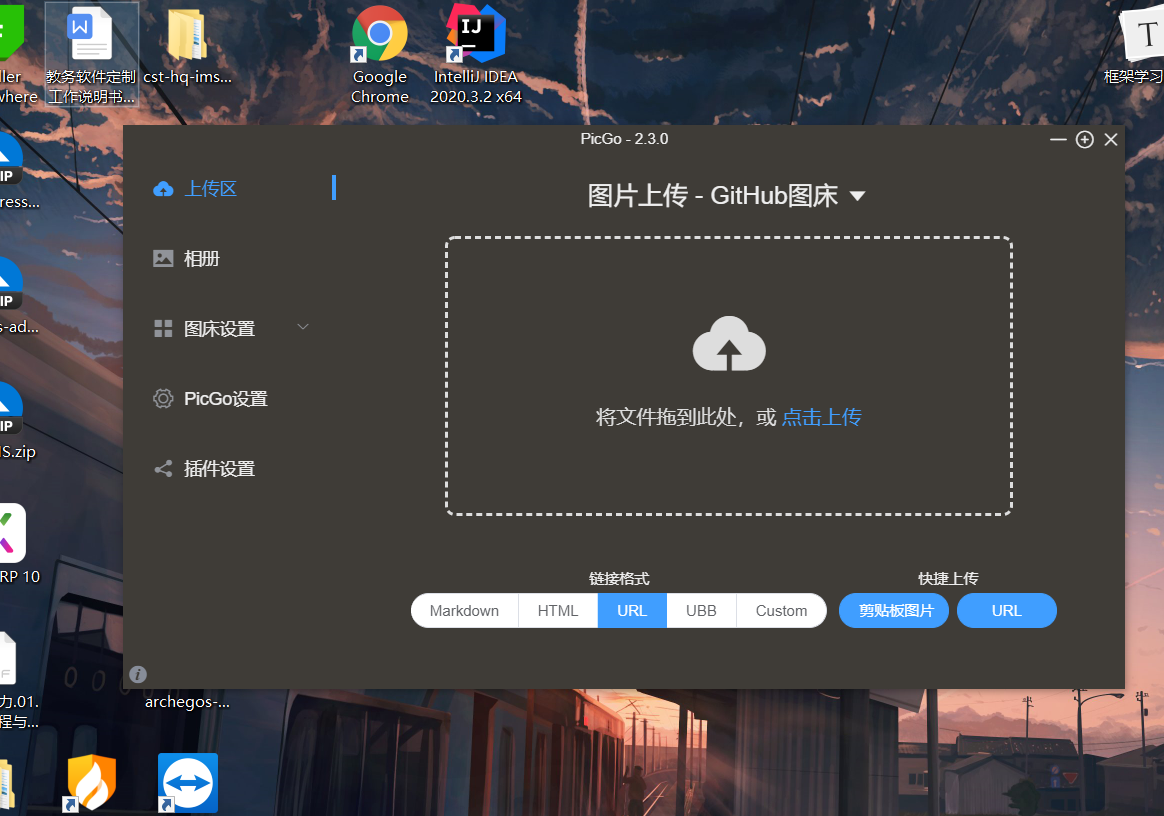 ller
where
教务软件定制
工作说明书...
cst-hq-ims...
Google
Chrome
IJ
IntelliJ IDEA
2020.3.2 x64
T
框架学习
IP
ress...
IP
s-ad...
IP
IS.zip
RP 10
力.01.
程与...
archegos-...
PicGo - 2.3.0
上传区
相册
图床设置
PicGo设置
插件设置
图片上传 - GitHub图床
将文件拖到此处，或 点击上传
链接格式
快捷上传
Markdown
HTML
URL
UBB
Custom
剪贴板图片
URL